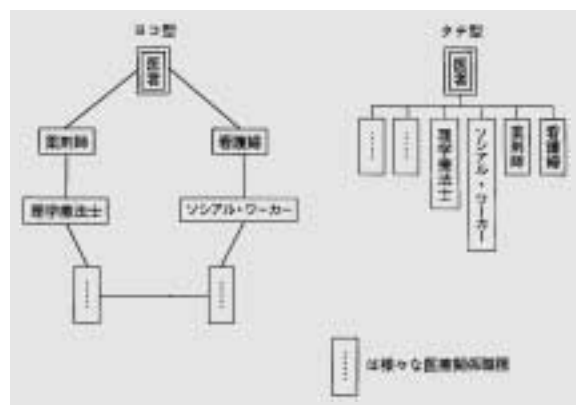 ヨコ型
医者
薬剤師
看護婦
理学療法士
ソシアル・ワーカー
……
……
タテ型
医者
……
……
理学療法士
ソシアル・ワーカー
薬剤師
看護婦
……は様々な医療関係職種